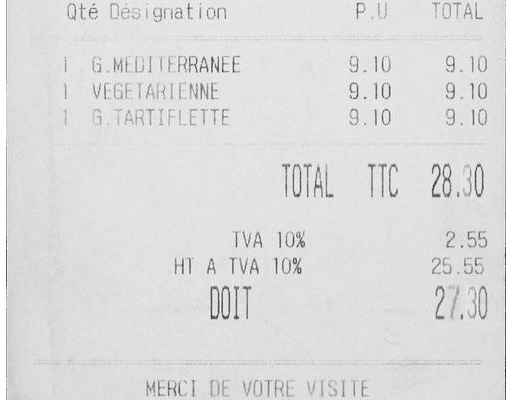 Qté Désignation P.U TOTAL
1 G.MEDITERRANEE 9.10 9.10
1 VEGETARIENNE 9.10 9.10
1 G.TARTIFLETTE 9.10 9.10
TOTAL TTC 28.30
TVA 10% 2.55
HT A TVA 10% 25.55
DOIT 27.30
MERCI DE VOTRE VISITE